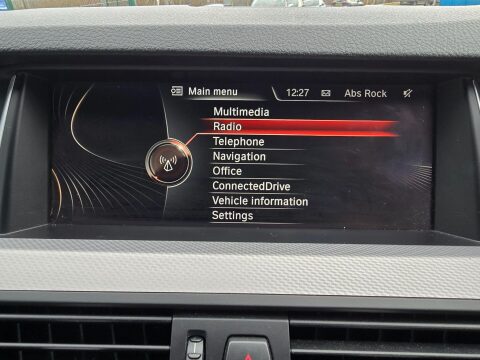 Main menu 12:27 Abs Rock
Multimedia
Radio
Telephone
Navigation
Office
ConnectedDrive
Vehicle information
Settings